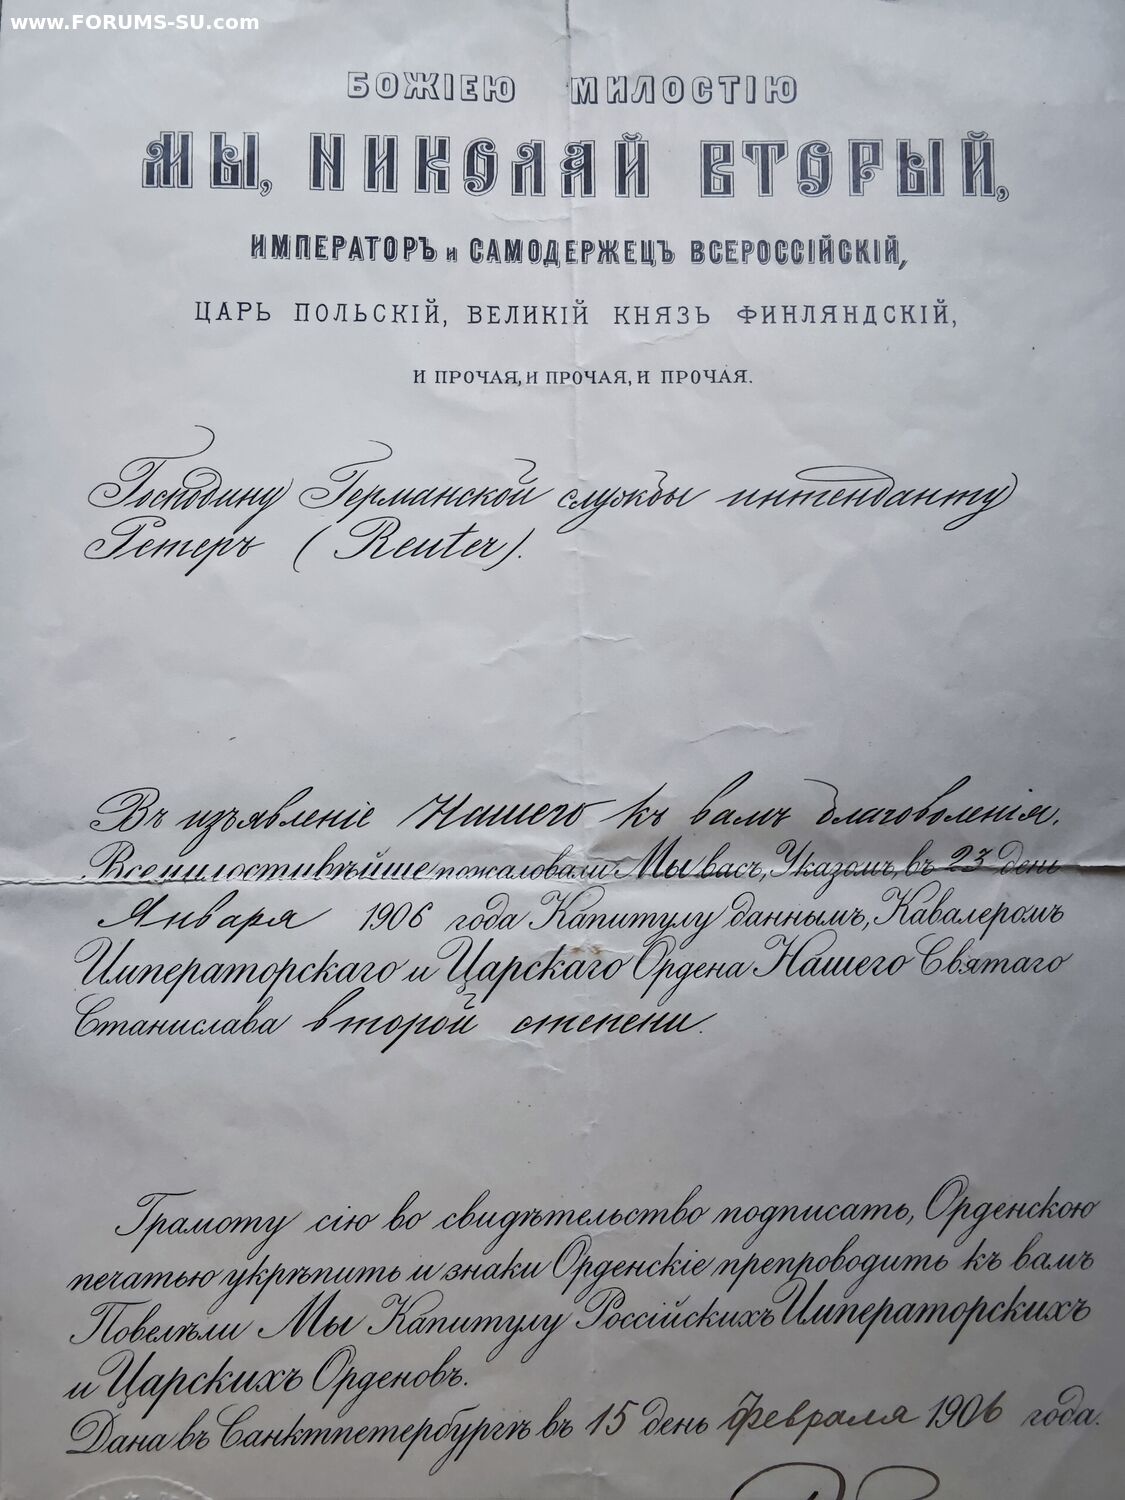 www.FORUMS-SU.com
БОЖІЕЮ МИЛОСТІЮ
МЫ, НИКОЛАЙ ВТОРЫЙ,
ИМПЕРАТОРЪ и САМОДЕРЖЕЦЪ ВСЕРОССІЙСКІЙ,
ЦАРЬ ПОЛЬСКІЙ, ВЕЛИКІЙ КНЯЗЬ ФИНЛЯНДСКІЙ,
И ПРОЧАЯ, И ПРОЧАЯ, И ПРОЧАЯ.
Господину Германской службы интенданту
Ретеръ (Reuter).
Въ изъявленіе Нашего къ вамъ благоволенія,
Всемилостивѣйше пожаловали Мы васъ, Указомъ, въ 23 день
Января 1906 года Капитулу даннымъ, Кавалеромъ
Императорскаго и Царскаго Ордена Нашего Святаго
Станислава второй степени.
Грамоту сію во свидѣтельство подписать, Орденскою
печатью укрѣпить и знаки Орденскіе препроводить къ вамъ
Повелѣли Мы Капитулу Россійскихъ Императорскихъ
и Царскихъ Орденовъ.
Дана въ Санктпетербургѣ въ 15 день Февраля 1906 года.